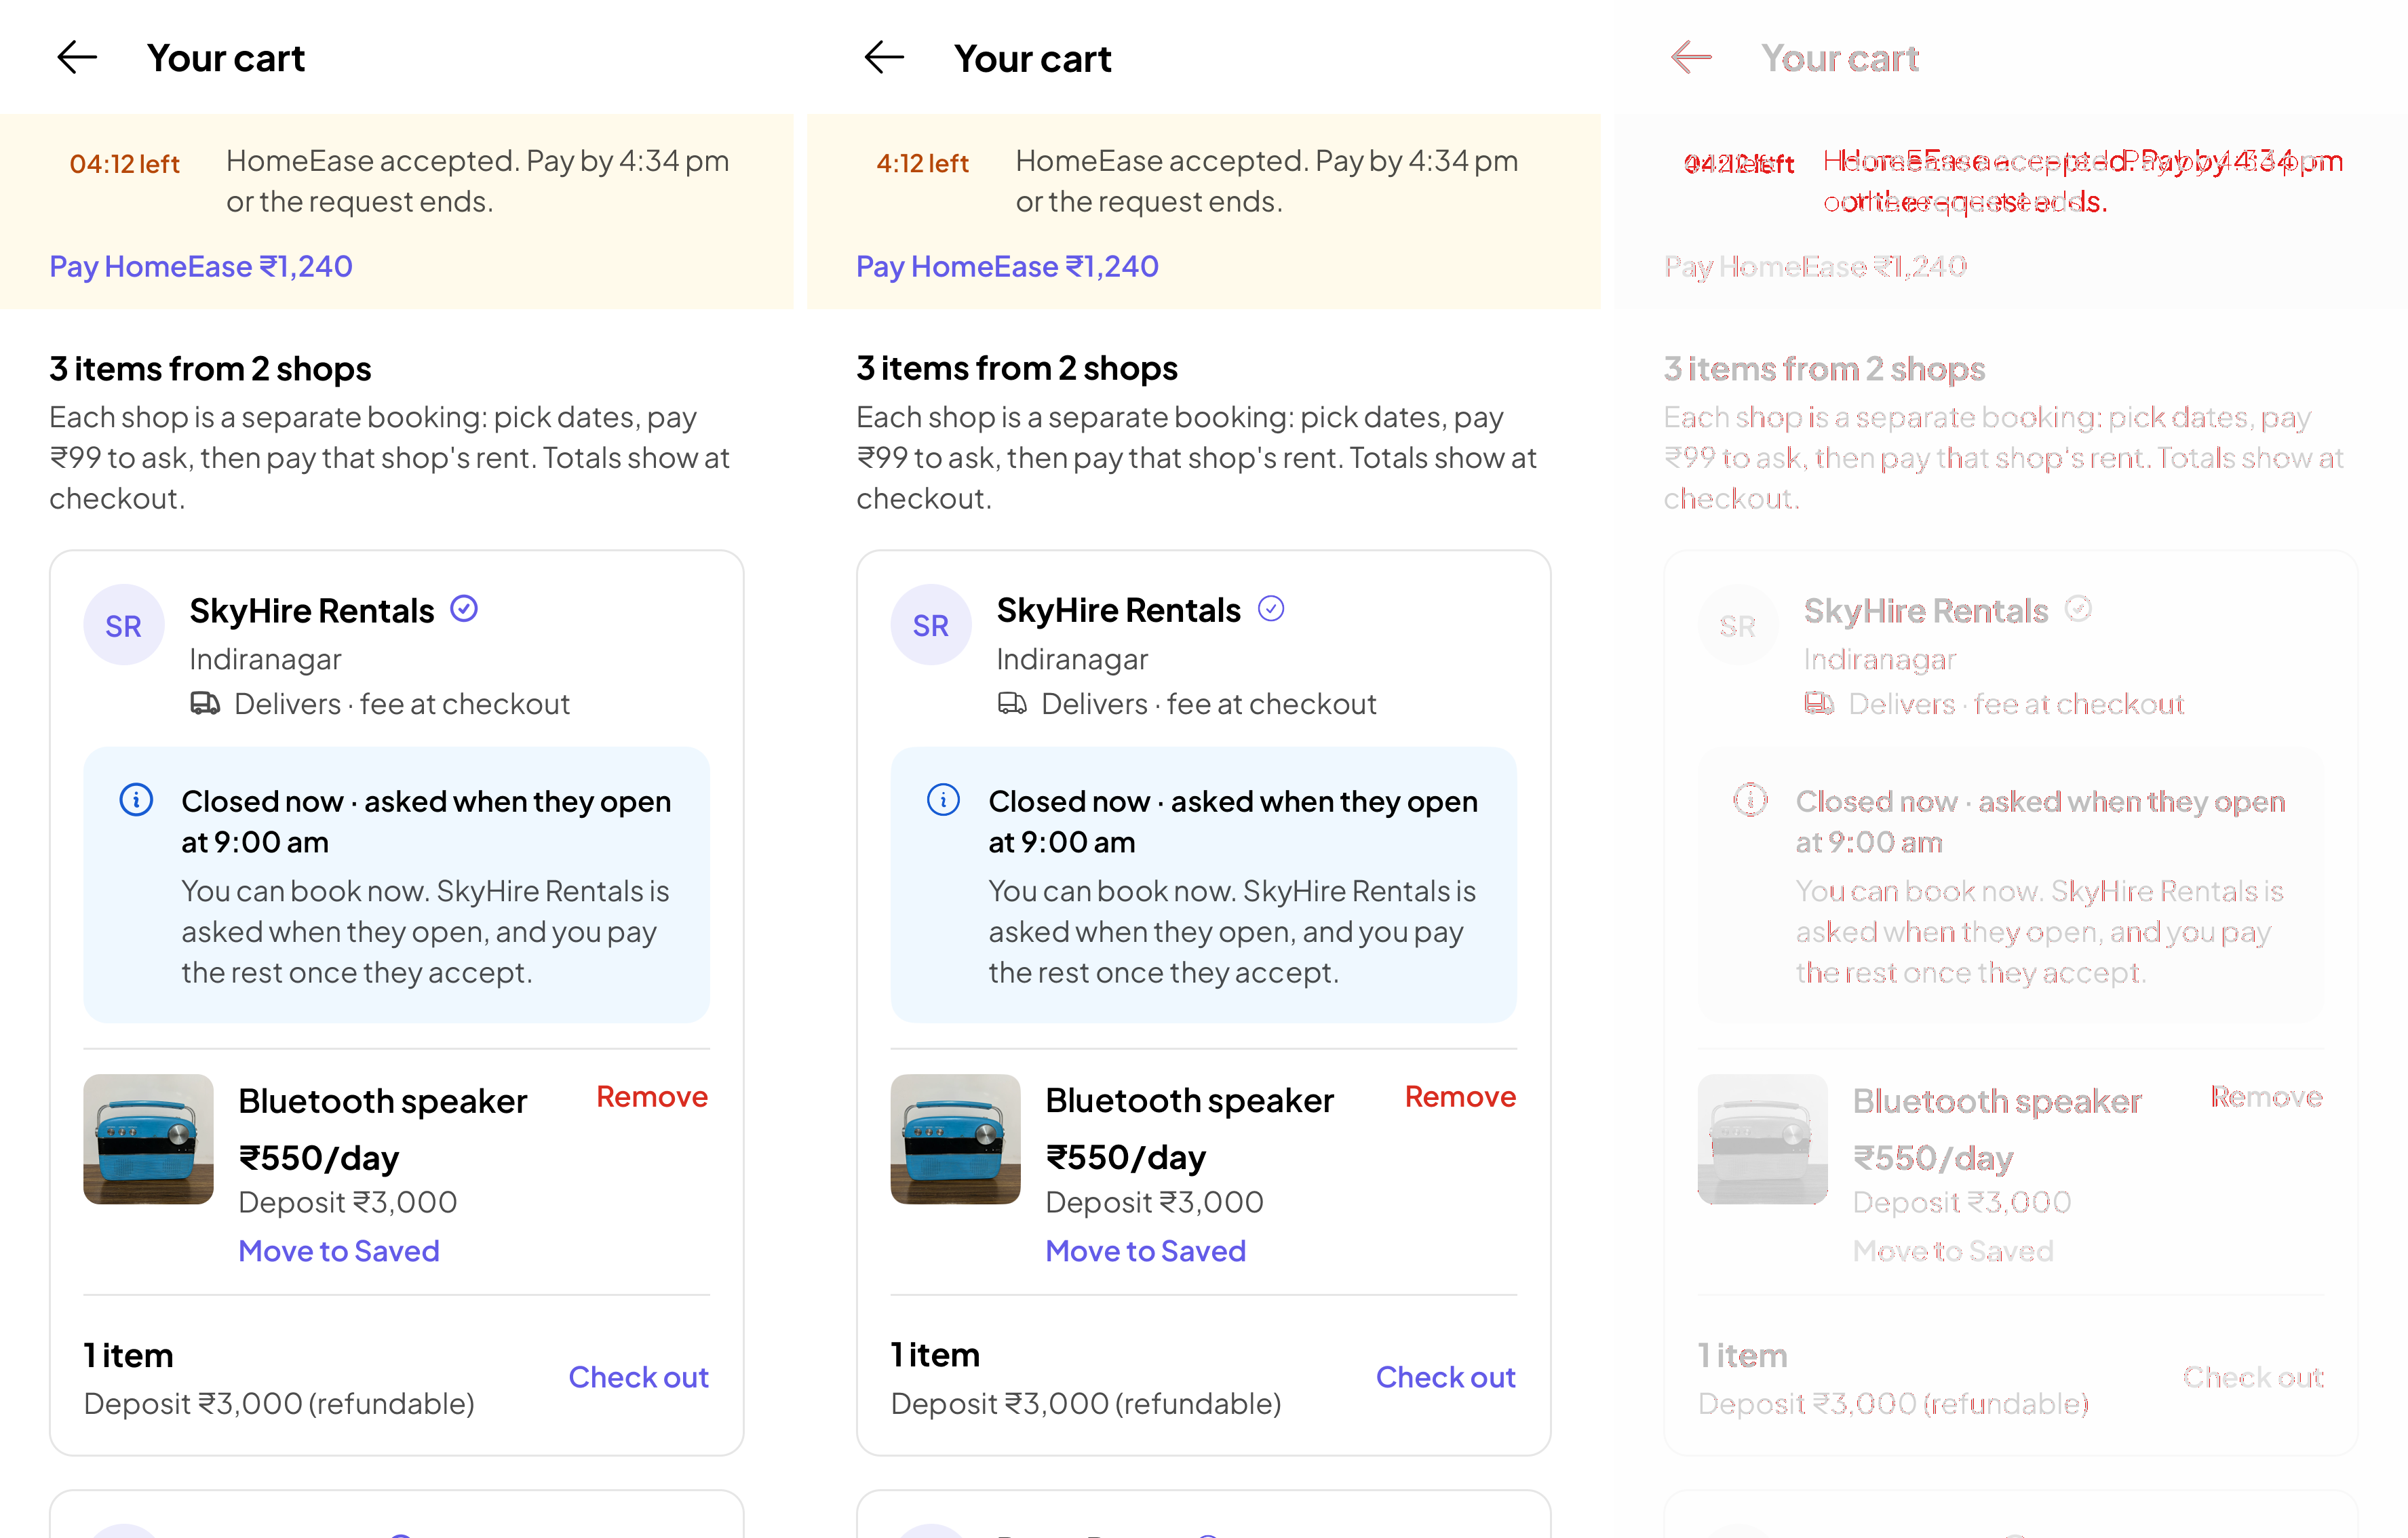 Your cart
04:12 left
HomeEase accepted. Pay by 4:34 pm
or the request ends.
Pay HomeEase ₹1,240
3 items from 2 shops
Each shop is a separate booking: pick dates, pay
₹99 to ask, then pay that shop's rent. Totals show at
checkout.
SR
SkyHire Rentals
Indiranagar
Delivers · fee at checkout
Closed now · asked when they open
at 9:00 am
You can book now. SkyHire Rentals is
asked when they open, and you pay
the rest once they accept.
Bluetooth speaker
Remove
₹550/day
Deposit ₹3,000
Move to Saved
1 item
Check out
Deposit ₹3,000 (refundable)
Your cart
4:12 left
HomeEase accepted. Pay by 4:34 pm
or the request ends.
Pay HomeEase ₹1,240
3 items from 2 shops
Each shop is a separate booking: pick dates, pay
₹99 to ask, then pay that shop's rent. Totals show at
checkout.
SR
SkyHire Rentals
Indiranagar
Delivers · fee at checkout
Closed now · asked when they open
at 9:00 am
You can book now. SkyHire Rentals is
asked when they open, and you pay
the rest once they accept.
Bluetooth speaker
Remove
₹550/day
Deposit ₹3,000
Move to Saved
1 item
Check out
Deposit ₹3,000 (refundable)
Your cart
Pay HomeEase ₹1,240
3 items from 2 shops
Each shop is a separate booking: pick dates, pay
₹99 to ask, then pay that shop's rent. Totals show at
checkout.
SR
SkyHire Rentals
Indiranagar
Delivers · fee at checkout
Closed now · asked when they open
at 9:00 am
You can book now. SkyHire Rentals is
asked when they open, and you pay
the rest once they accept.
Bluetooth speaker
Remove
₹550/day
Deposit ₹3,000
Move to Saved
1 item
Check out
Deposit ₹3,000 (refundable)